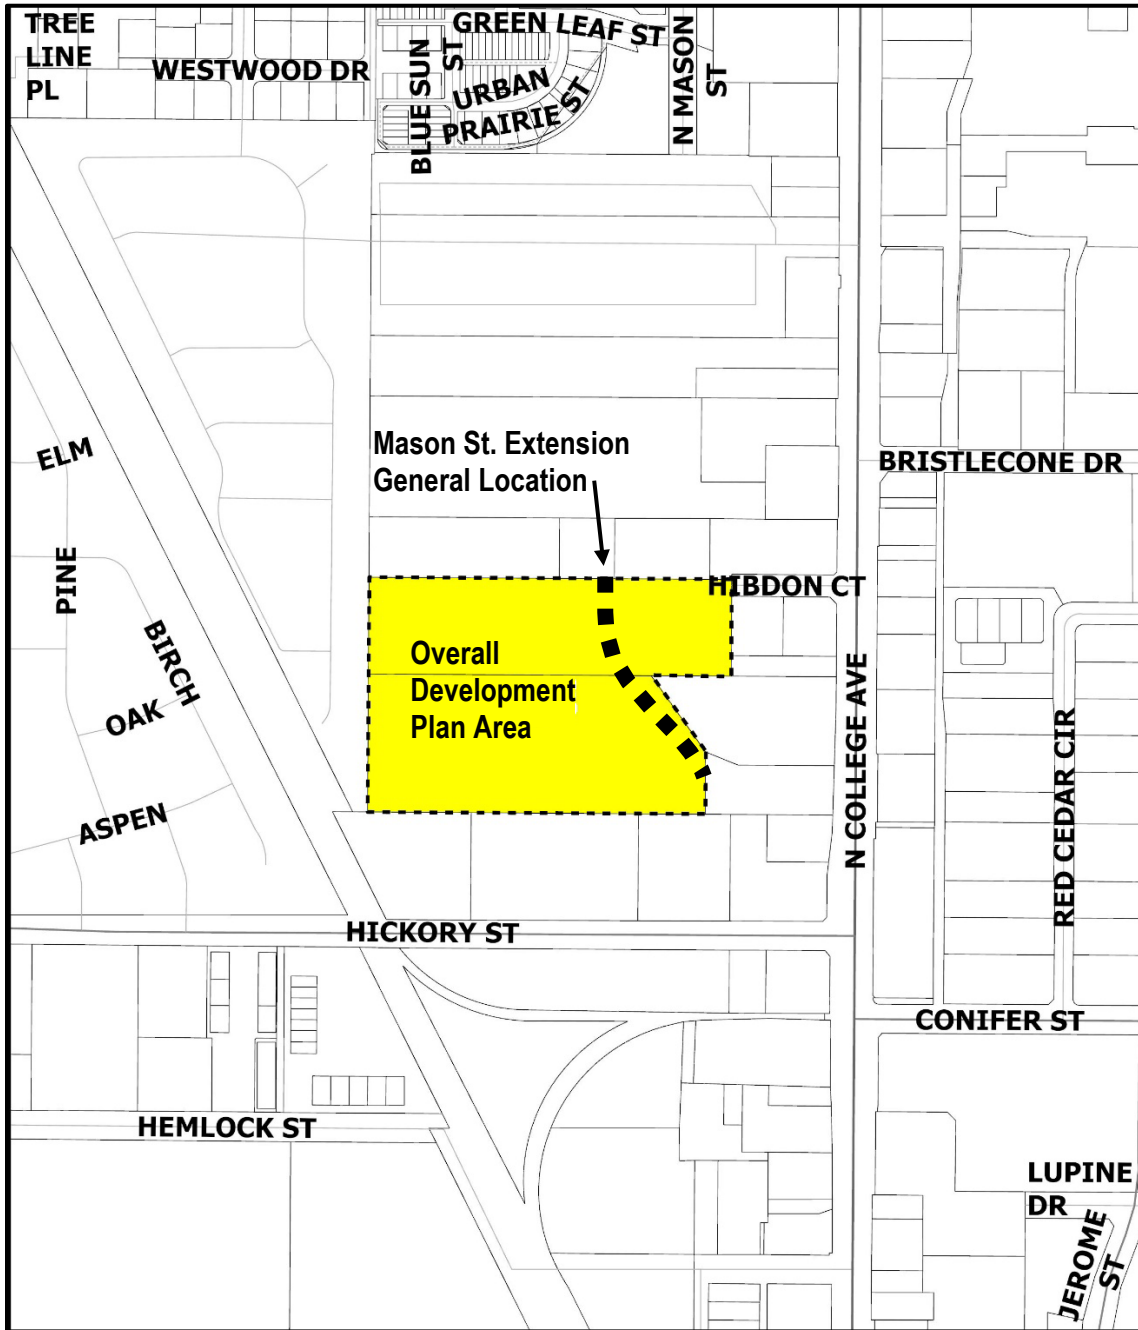 TREE
LINE
PL
WESTWOOD DR
GREEN LEAF ST
BLUE SUN
ST
URBAN
PRAIRIE ST
N MASON
ST
ELM
PINE
BIRCH
OAK
ASPEN
Mason St. Extension
General Location
BRISTLECONE DR
HIBDON CT
Overall
Development
Plan Area
N COLLEGE AVE
RED CEDAR CIR
HICKORY ST
CONIFER ST
HEMLOCK ST
LUPINE
DR
JEROME
ST